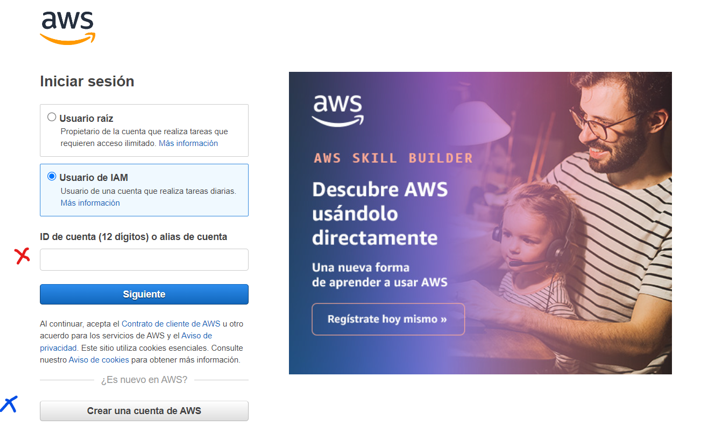 aws
Iniciar sesión
Usuario raíz
Propietario de la cuenta que realiza tareas que
requieren acceso ilimitado. Más información
Usuario de IAM
Usuario de una cuenta que realiza tareas diarias.
Más información
ID de cuenta (12 dígitos) o alias de cuenta
Siguiente
Al continuar, acepta el Contrato de cliente de AWS u otro
acuerdo para los servicios de AWS y el Aviso de
privacidad. Este sitio utiliza cookies esenciales. Consulte
nuestro Aviso de cookies para obtener más información.
¿Es nuevo en AWS?
Crear una cuenta de AWS
aws
AWS SKILL BUILDER
Descubre AWS
usándolo
directamente
Una nueva forma
de aprender a usar AWS
Regístrate hoy mismo »